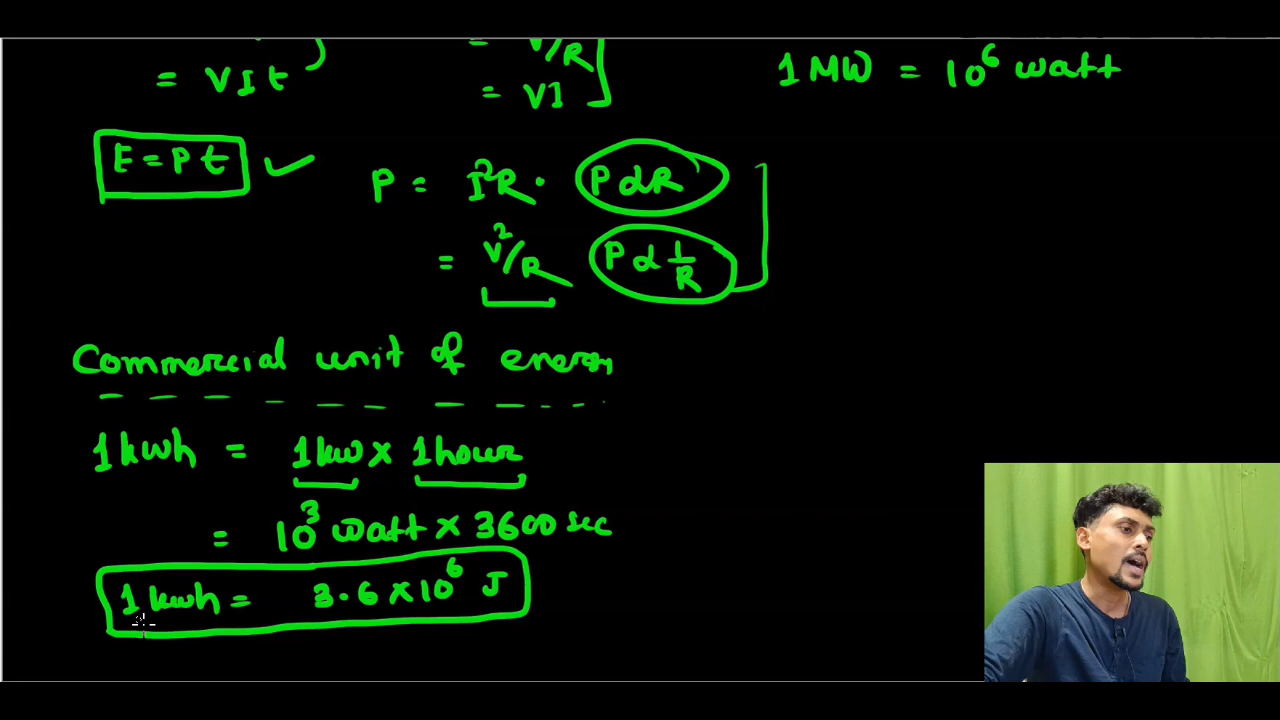 = V/R
= VIt
= VI
1 MW = 10⁶ watt
E = Pt
P = I²R. P α R
= V²/R P α 1/R
Commercial unit of energy
1 kwh = 1 kw × 1 hour
= 10³ watt × 3600 sec
1 kwh = 3.6 × 10⁶ J